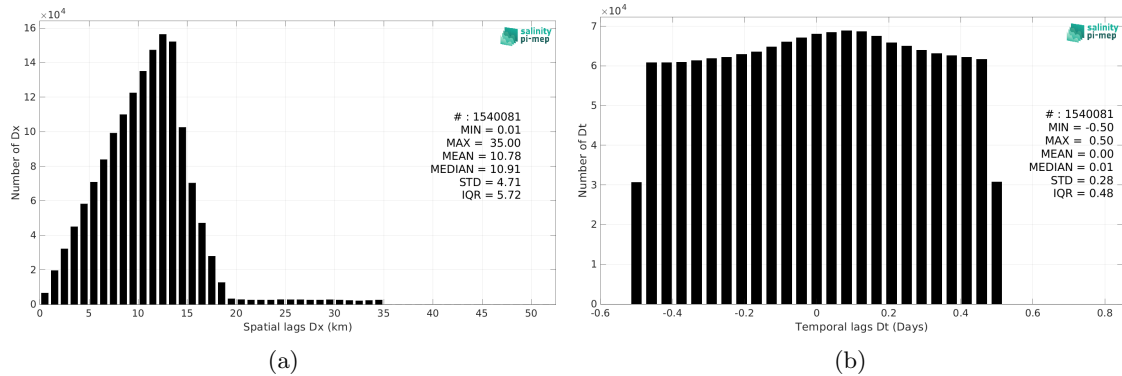 ×10⁴
16
14
12
10
8
6
4
2
0
Number of Dx
0 5 10 15 20 25 30 35 40 45 50
Spatial lags Dx (km)
salinity
pi-mep
# : 1540081
MIN = 0.01
MAX = 35.00
MEAN = 10.78
MEDIAN = 10.91
STD = 4.71
IQR = 5.72
(a)
×10⁴
7
6
5
4
3
2
1
0
Number of Dt
-0.6 -0.4 -0.2 0 0.2 0.4 0.6 0.8
Temporal lags Dt (Days)
salinity
pi-mep
# : 1540081
MIN = -0.50
MAX = 0.50
MEAN = 0.00
MEDIAN = 0.01
STD = 0.28
IQR = 0.48
(b)